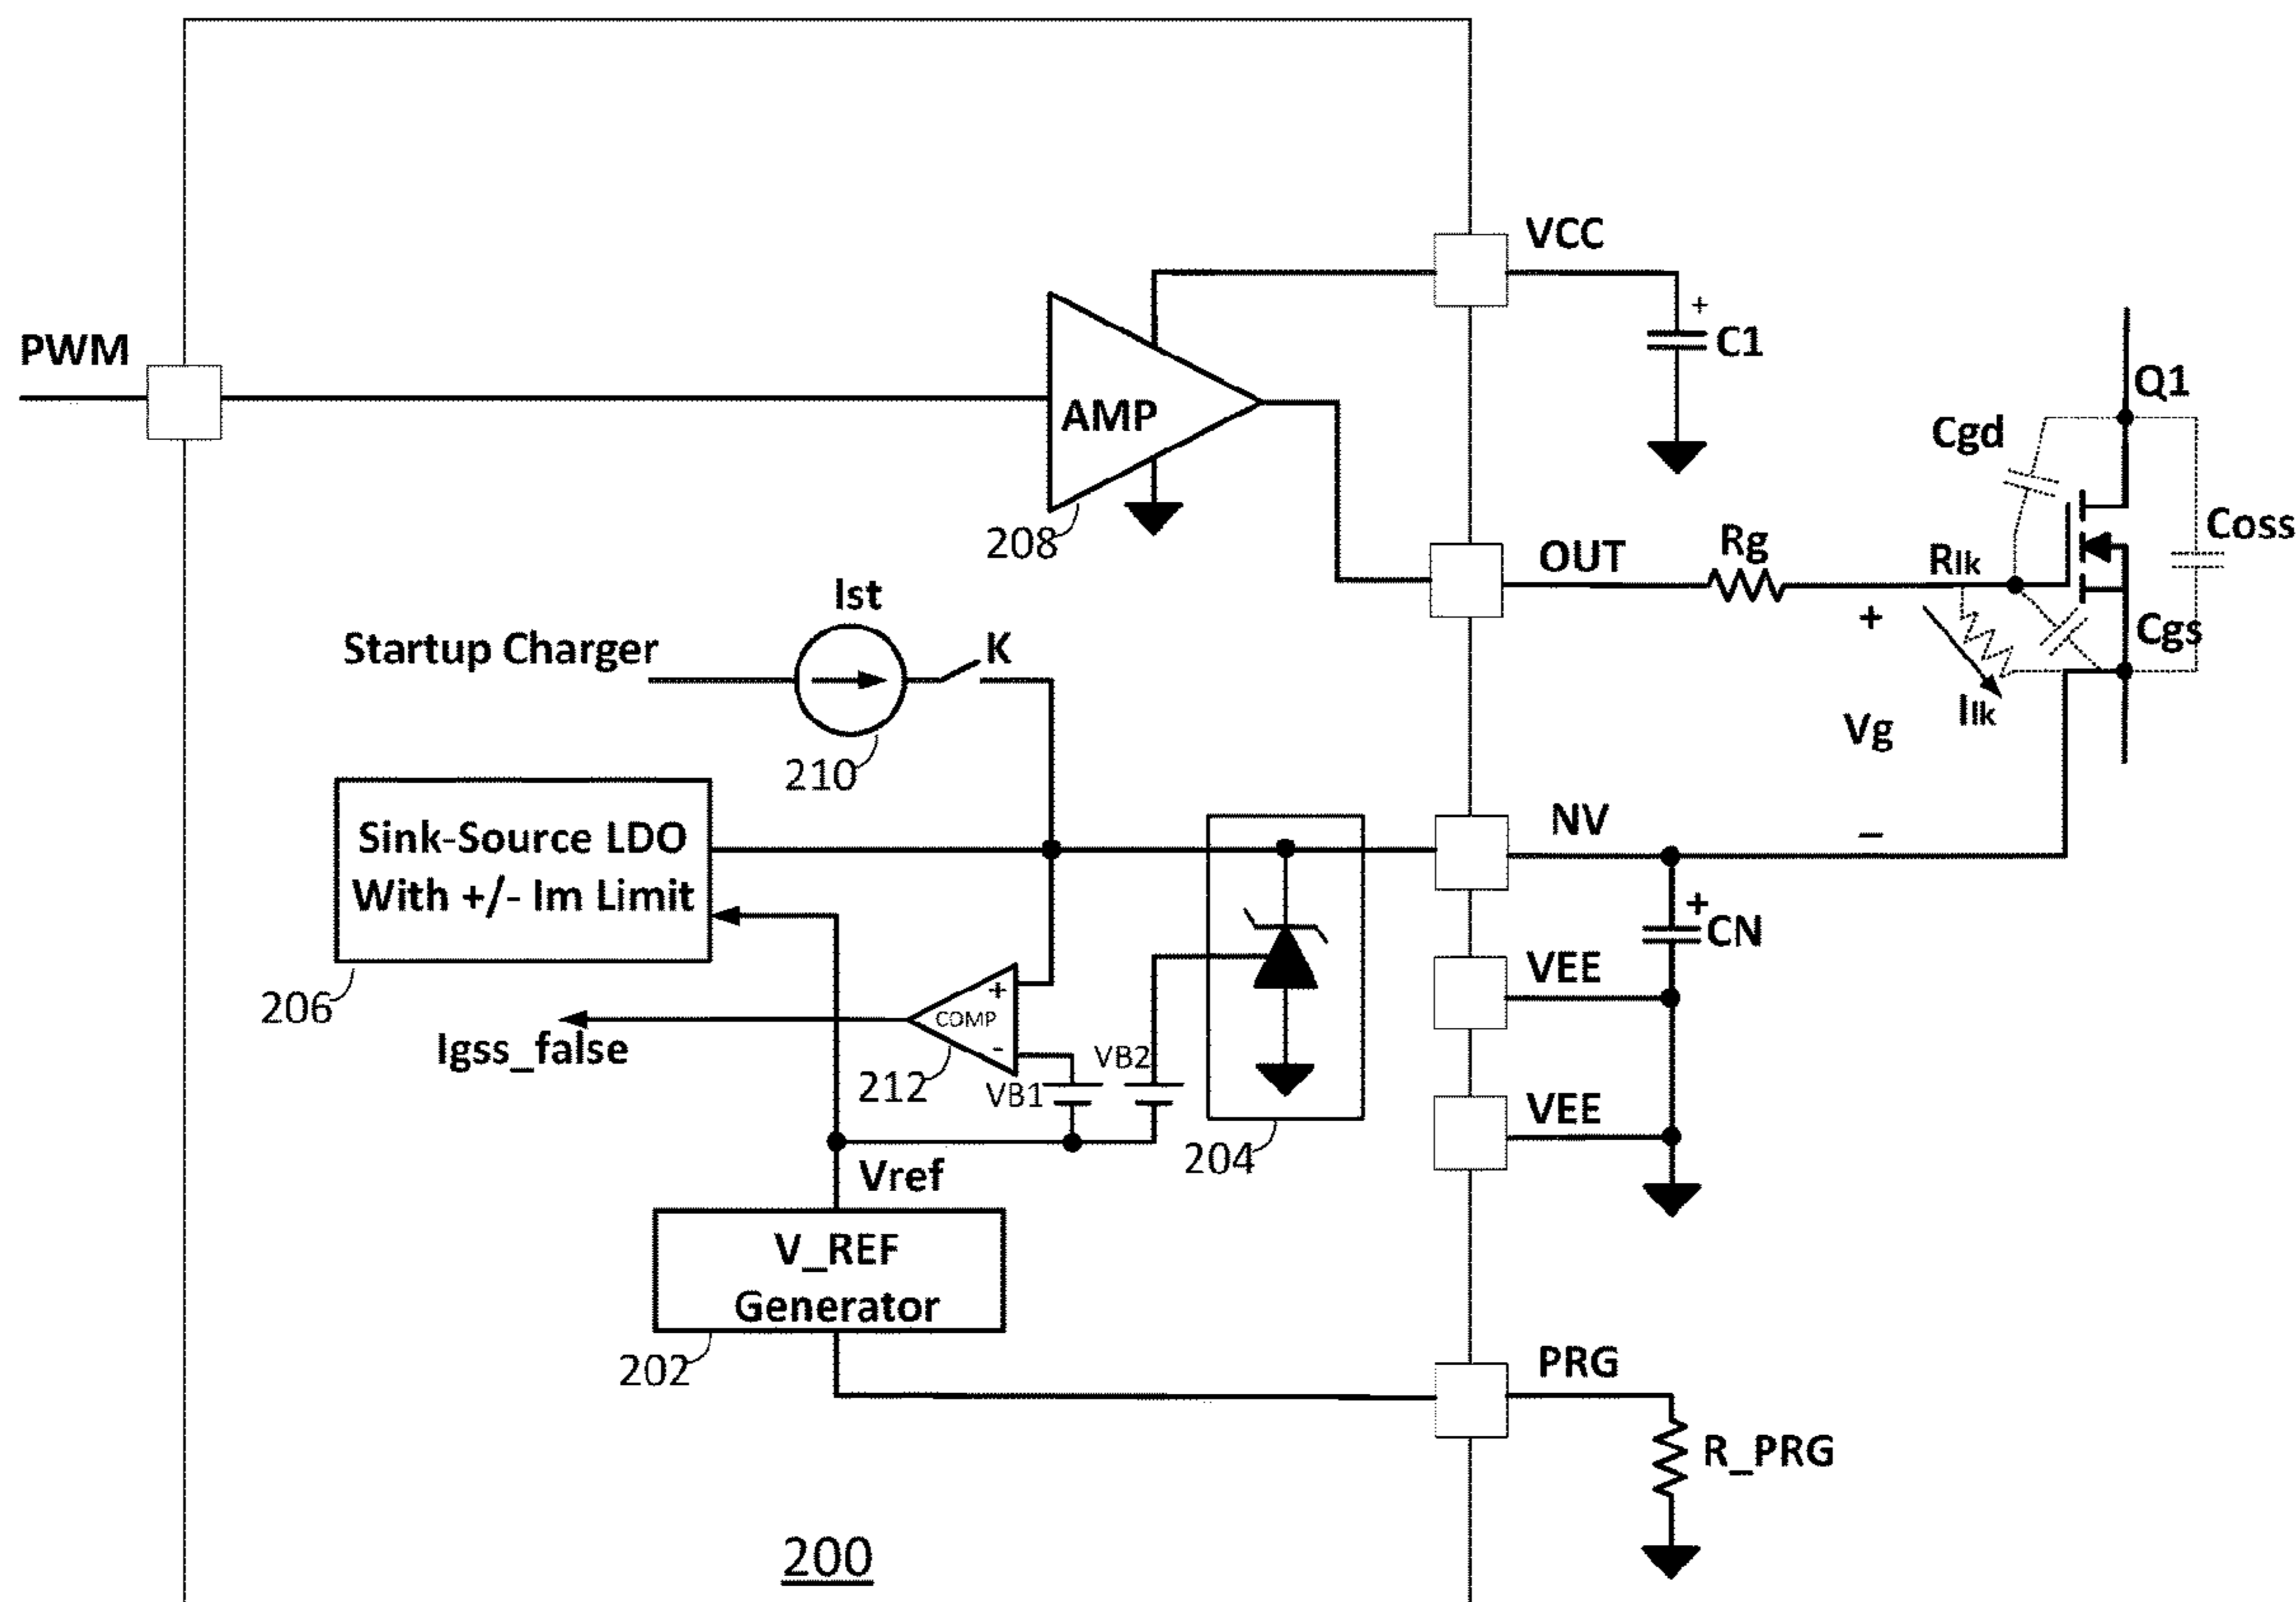 VCC
+
C1
PWM
AMP
208
Q1
Cgd
Coss
OUT
Rg
Rlk
+
Cgs
Ilk
Vg
Ist
Startup Charger
K
210
Sink-Source LDO
With +/- Im Limit
206
NV
−
+
CN
VEE
+
COMP
-
Igss_false
212
VB1
VB2
204
VEE
Vref
V_REF
Generator
202
PRG
R_PRG
200